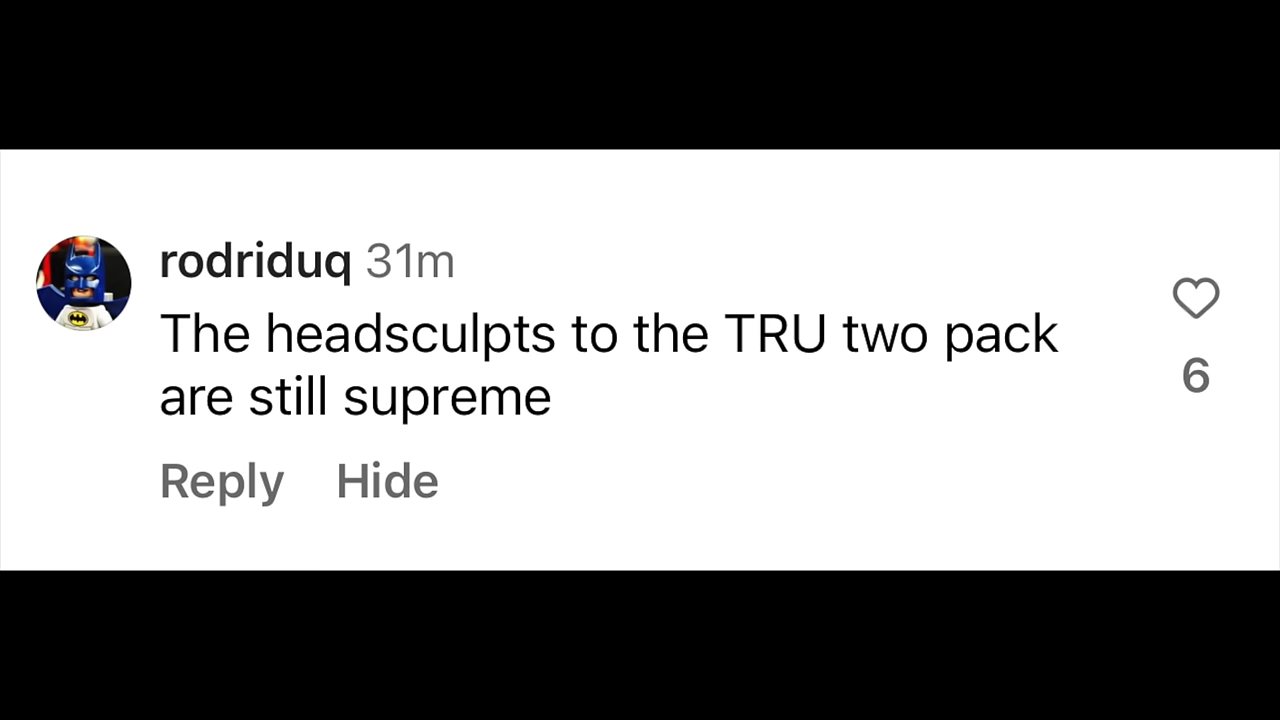 rodriduq 31m
The headsculpts to the TRU two pack
are still supreme
6
Reply Hide